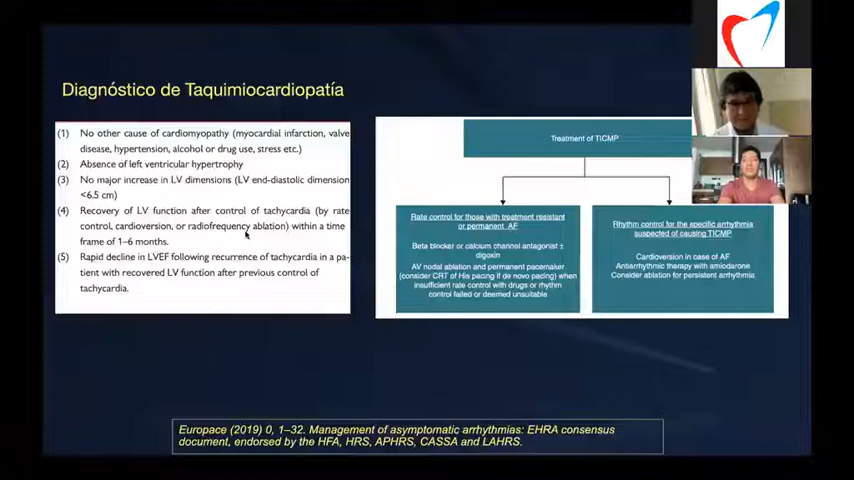 Diagnóstico de Taquimiocardiopatía
(1) No other cause of cardiomyopathy (myocardial infarction, valve
disease, hypertension, alcohol or drug use, stress etc.)
(2) Absence of left ventricular hypertrophy
(3) No major increase in LV dimensions (LV end-diastolic dimension
<6.5 cm)
(4) Recovery of LV function after control of tachycardia (by rate
control, cardioversion, or radiofrequency ablation) within a time
frame of 1–6 months.
(5) Rapid decline in LVEF following recurrence of tachycardia in a pa-
tient with recovered LV function after previous control of
tachycardia.
Treatment of TICMP
Rate control for those with treatment resistant
or permanent AF
Beta blocker or calcium channel antagonist ±
digoxin
AV nodal ablation and permanent pacemaker
(consider CRT of His pacing if de novo pacing) when
insufficient rate control with drugs or rhythm
control failed or deemed unsuitable
Rhythm control for the specific arrhythmia
suspected of causing TICMP
Cardioversion in case of AF
Antiarrhythmic therapy with amiodarone
Consider ablation for persistent arrhythmia.
Europace (2019) 0, 1–32. Management of asymptomatic arrhythmias: EHRA consensus
document, endorsed by the HFA, HRS, APHRS, CASSA and LAHRS.